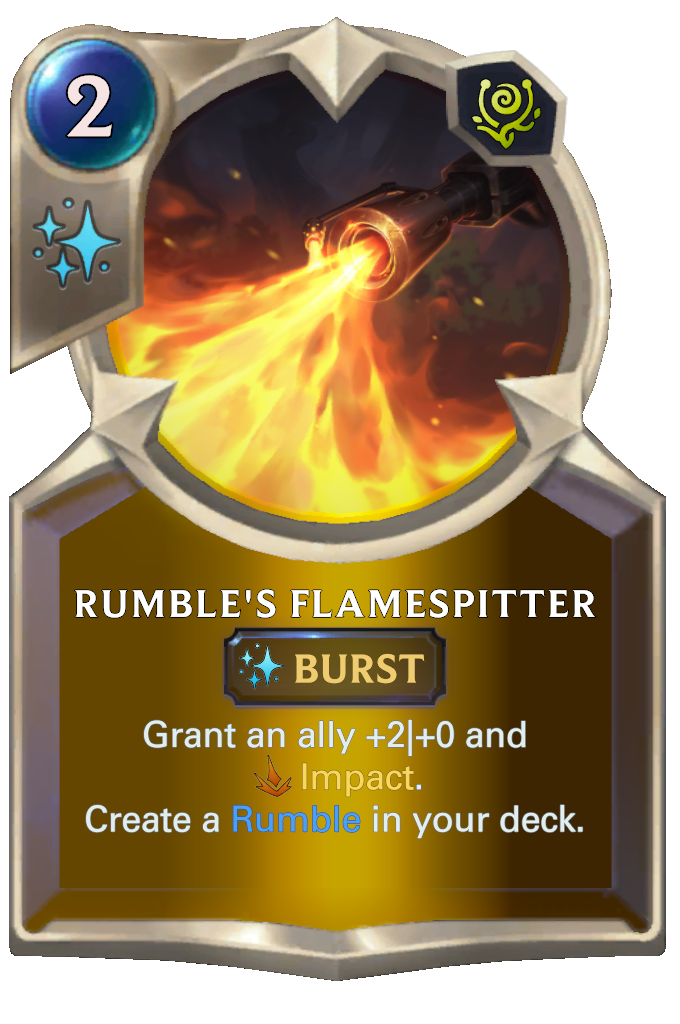 2
RUMBLE'S FLAMESPITTER
BURST
Grant an ally +2|+0 and
Impact.
Create a Rumble in your deck.